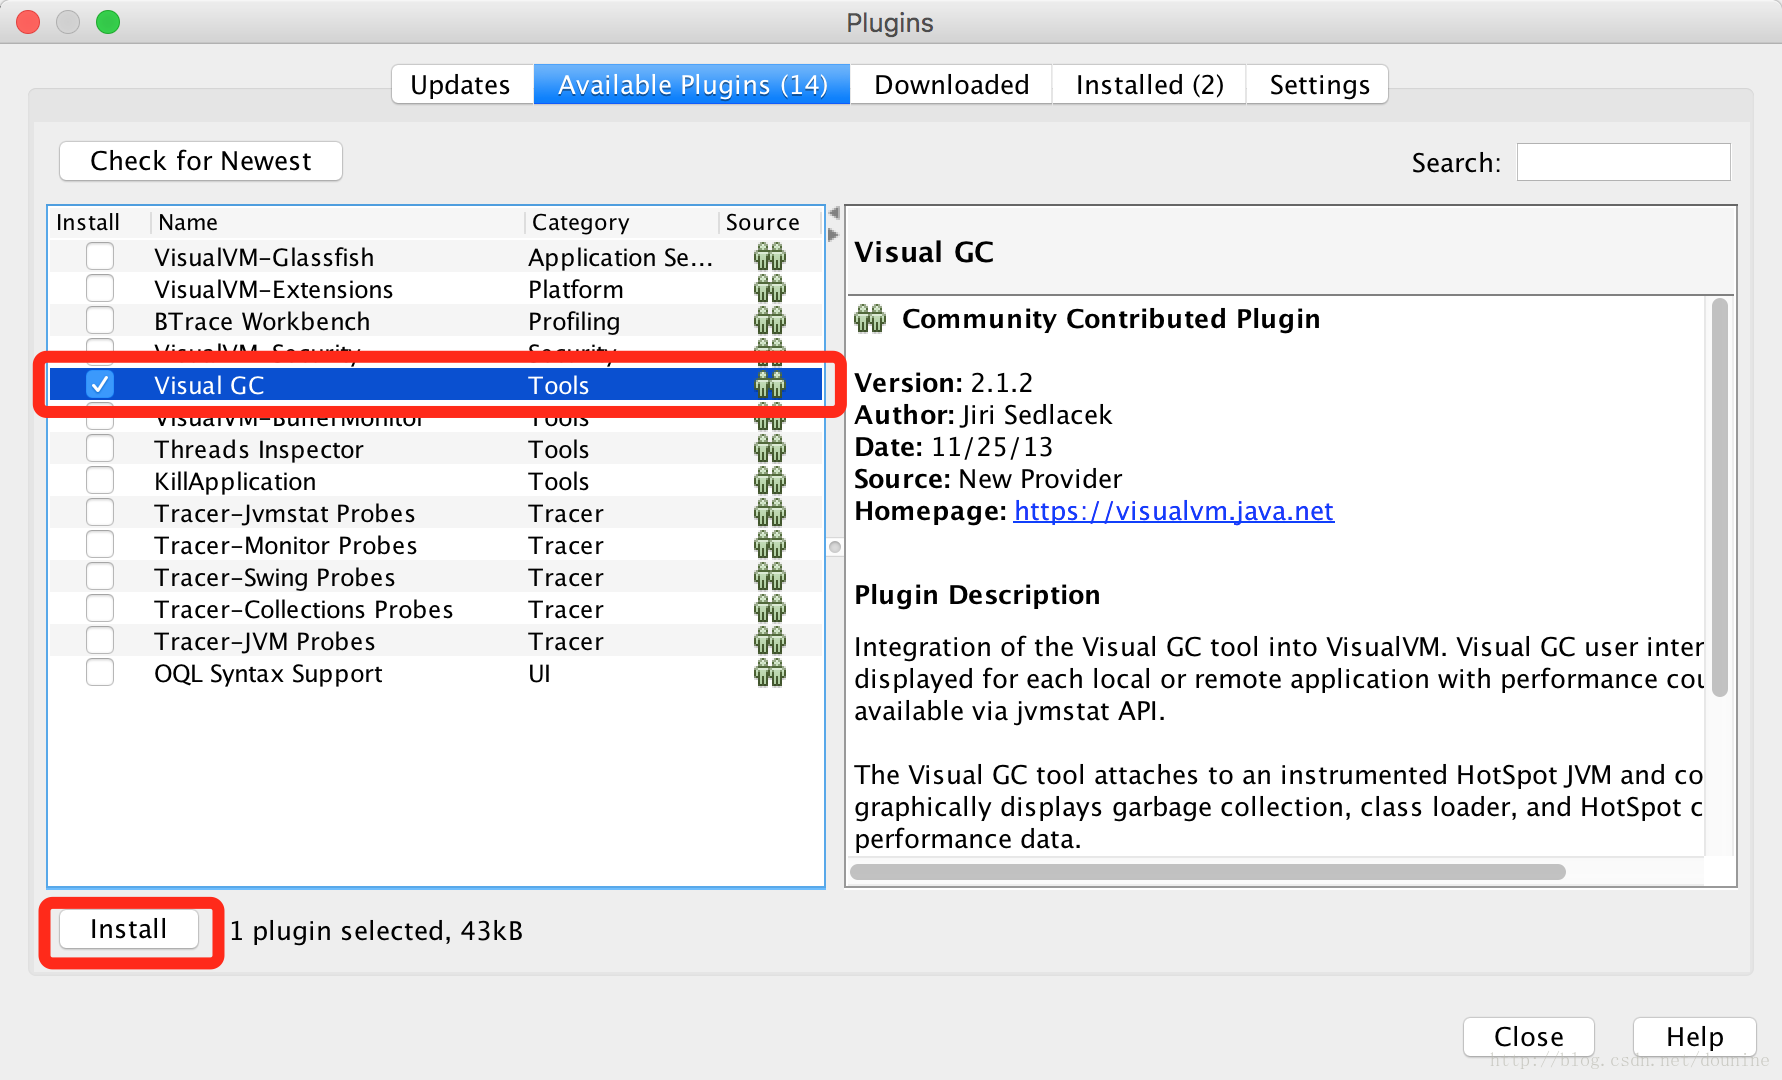 Plugins
Updates Available Plugins (14) Downloaded Installed (2) Settings
Check for Newest
Search:
Install Name Category Source
VisualVM-Glassfish Application Se...
VisualVM-Extensions Platform
BTrace Workbench Profiling
VisualVM-Security Security
Visual GC Tools
VisualVM-BufferMonitor Tools
Threads Inspector Tools
KillApplication Tools
Tracer-Jvmstat Probes Tracer
Tracer-Monitor Probes Tracer
Tracer-Swing Probes Tracer
Tracer-Collections Probes Tracer
Tracer-JVM Probes Tracer
OQL Syntax Support UI
Visual GC
Community Contributed Plugin
Version: 2.1.2
Author: Jiri Sedlacek
Date: 11/25/13
Source: New Provider
Homepage: https://visualvm.java.net
Plugin Description
Integration of the Visual GC tool into VisualVM. Visual GC user inter
displayed for each local or remote application with performance cou
available via jvmstat API.
The Visual GC tool attaches to an instrumented HotSpot JVM and co
graphically displays garbage collection, class loader, and HotSpot c
performance data.
Install 1 plugin selected, 43kB
Close Help
http://blog.csdn.net/dounine